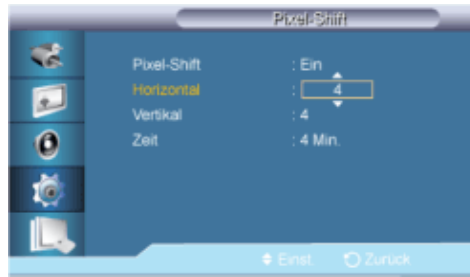 Pixel-Shift
Pixel-Shift : Ein
Horizontal : 4
Vertikal : 4
Zeit : 4 Min.
Einst. Zurück